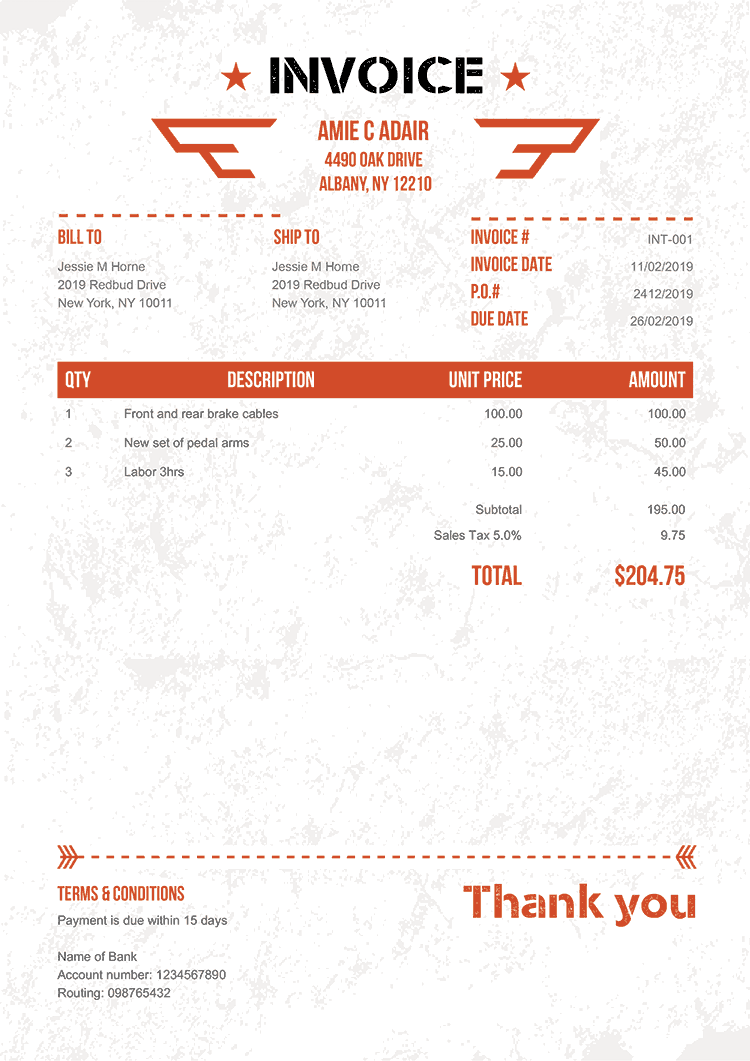 INVOICE
AMIE C ADAIR
4490 OAK DRIVE
ALBANY, NY 12210
BILL TO
Jessie M Horne
2019 Redbud Drive
New York, NY 10011
SHIP TO
Jessie M Horne
2019 Redbud Drive
New York, NY 10011
INVOICE # INT-001
INVOICE DATE 11/02/2019
P.O.# 2412/2019
DUE DATE 26/02/2019
QTY DESCRIPTION UNIT PRICE AMOUNT
1 Front and rear brake cables 100.00 100.00
2 New set of pedal arms 25.00 50.00
3 Labor 3hrs 15.00 45.00
Subtotal 195.00
Sales Tax 5.0% 9.75
TOTAL $204.75
TERMS & CONDITIONS
Payment is due within 15 days
Name of Bank
Account number: 1234567890
Routing: 098765432
Thank you